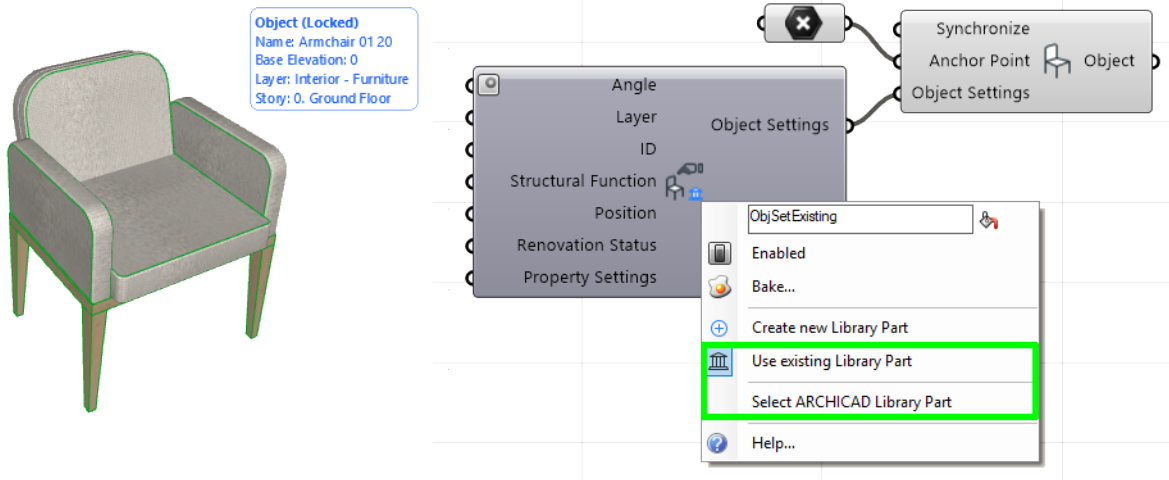 Object (Locked)
Name: Armchair 01 20
Base Elevation: 0
Layer: Interior - Furniture
Story: 0. Ground Floor
Synchronize
Anchor Point
Object
Object Settings
Angle
Layer
Object Settings
ID
Structural Function
Position
Renovation Status
Property Settings
ObjSetExisting
Enabled
Bake...
Create new Library Part
Use existing Library Part
Select ARCHICAD Library Part
Help...